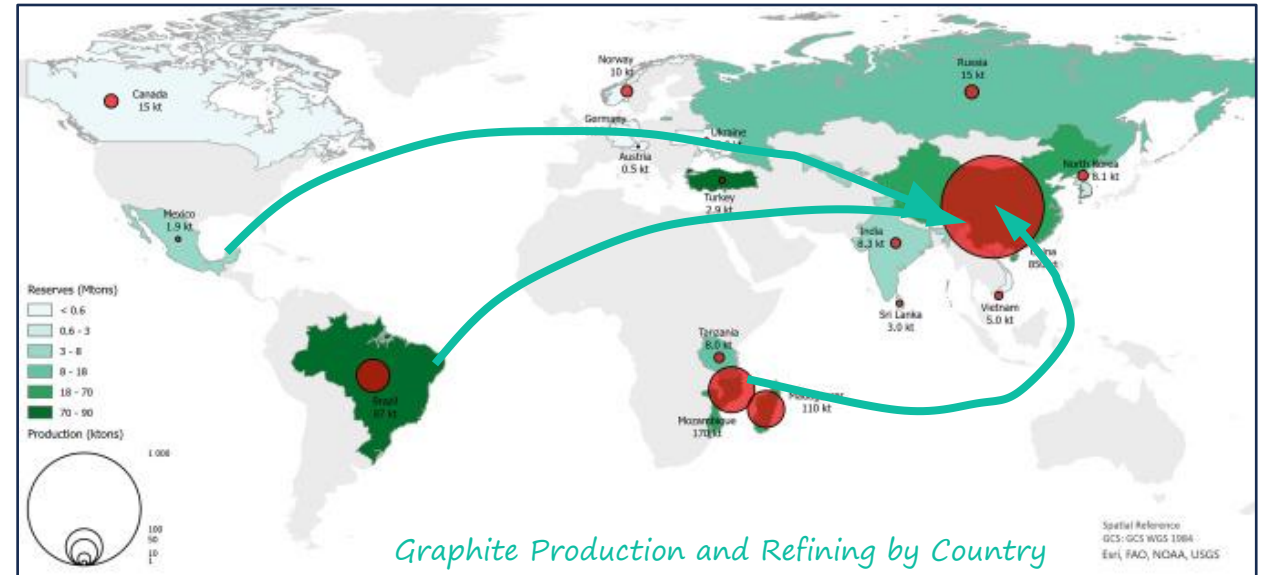 Canada
15 kt
Norway
10 kt
Russia
15 kt
Germany
Ukraine
Austria
0.5 kt
Turkey
2.9 kt
North Korea
8.1 kt
Mexico
1.9 kt
India
8.3 kt
China
850 kt
Sri Lanka
3.0 kt
Vietnam
5.0 kt
Tanzania
8.0 kt
Brazil
87 kt
Mozambique
170 kt
110 kt
Reserves (Mtons)
< 0.6
0.6 - 3
3 - 8
8 - 18
18 - 70
70 - 90
Production (ktons)
1 000
100
50
10
1
Graphite Production and Refining by Country
Spatial Reference
GCS: GCS WGS 1984
Esri, FAO, NOAA, USGS